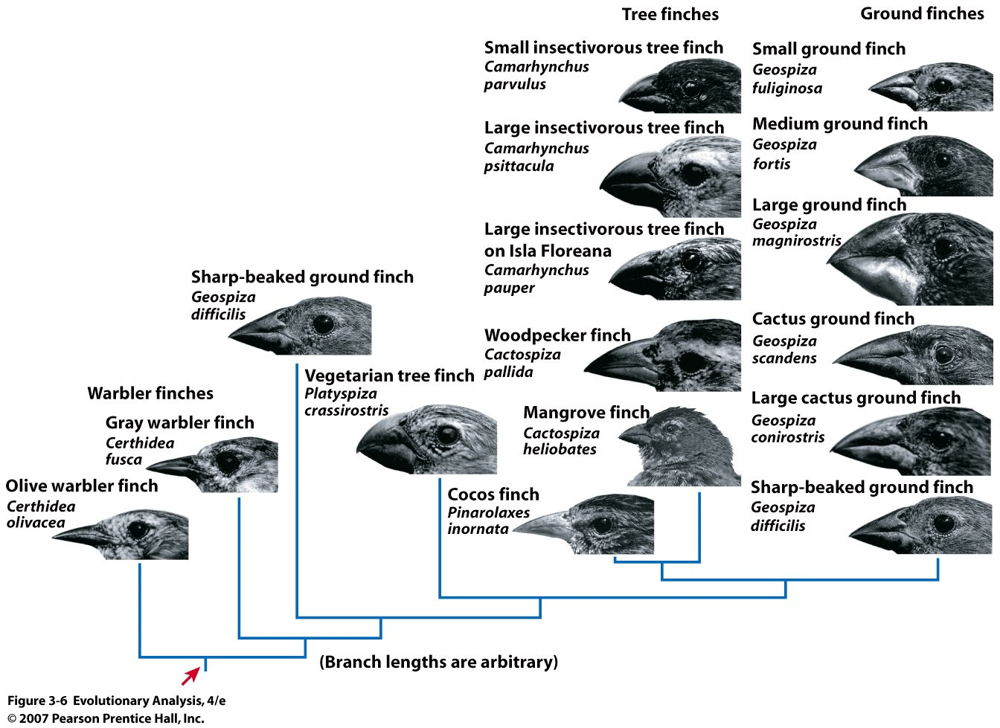 Tree finches
Ground finches
Small insectivorous tree finch
Camarhynchus
parvulus
Large insectivorous tree finch
Camarhynchus
psittacula
Large insectivorous tree finch
on Isla Floreana
Camarhynchus
pauper
Woodpecker finch
Cactospiza
pallida
Mangrove finch
Cactospiza
heliobates
Cocos finch
Pinarolaxes
inornata
Small ground finch
Geospiza
fuliginosa
Medium ground finch
Geospiza
fortis
Large ground finch
Geospiza
magnirostris
Cactus ground finch
Geospiza
scandens
Large cactus ground finch
Geospiza
conirostris
Sharp-beaked ground finch
Geospiza
difficilis
Sharp-beaked ground finch
Geospiza
difficilis
Vegetarian tree finch
Platyspiza
crassirostris
Warbler finches
Gray warbler finch
Certhidea
fusca
Olive warbler finch
Certhidea
olivacea
(Branch lengths are arbitrary)
Figure 3-6 Evolutionary Analysis, 4/e
© 2007 Pearson Prentice Hall, Inc.